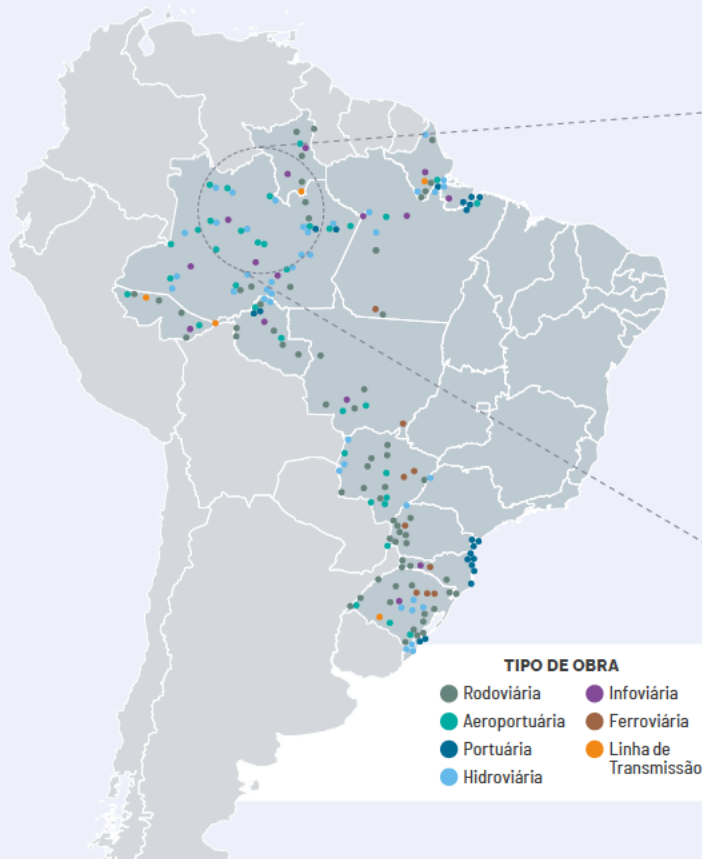 TIPO DE OBRA
Rodoviária
Aeroportuária
Portuária
Hidroviária
Infoviária
Ferroviária
Linha de
Transmissão